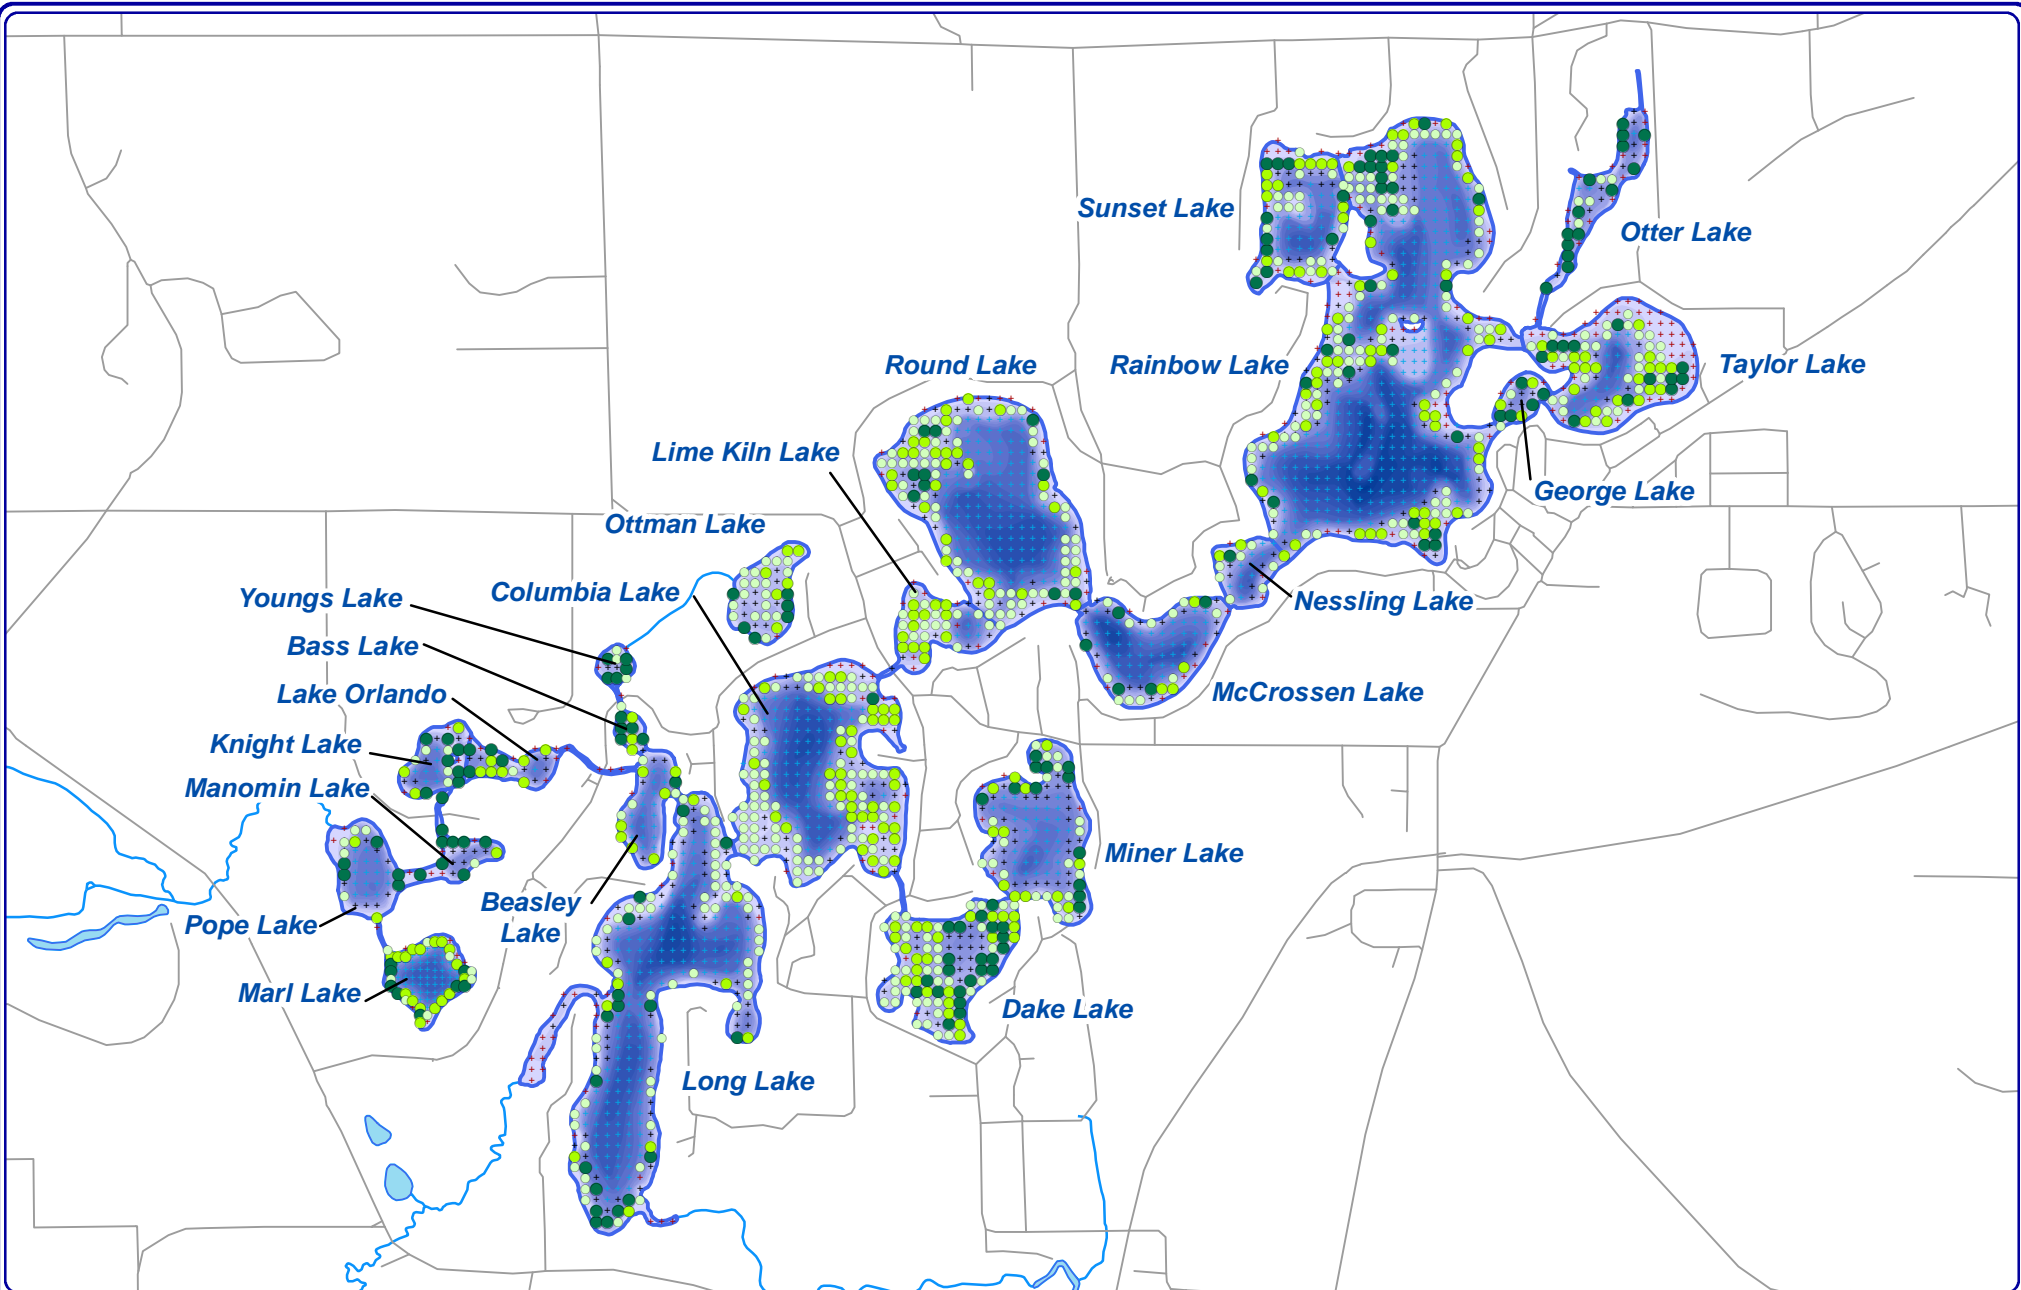 Sunset Lake
Otter Lake
Round Lake
Rainbow Lake
Taylor Lake
Lime Kiln Lake
George Lake
Ottman Lake
Columbia Lake
Youngs Lake
Nessling Lake
Bass Lake
Lake Orlando
McCrossen Lake
Knight Lake
Manomin Lake
Miner Lake
Beasley
Lake
Pope Lake
Marl Lake
Dake Lake
Long Lake